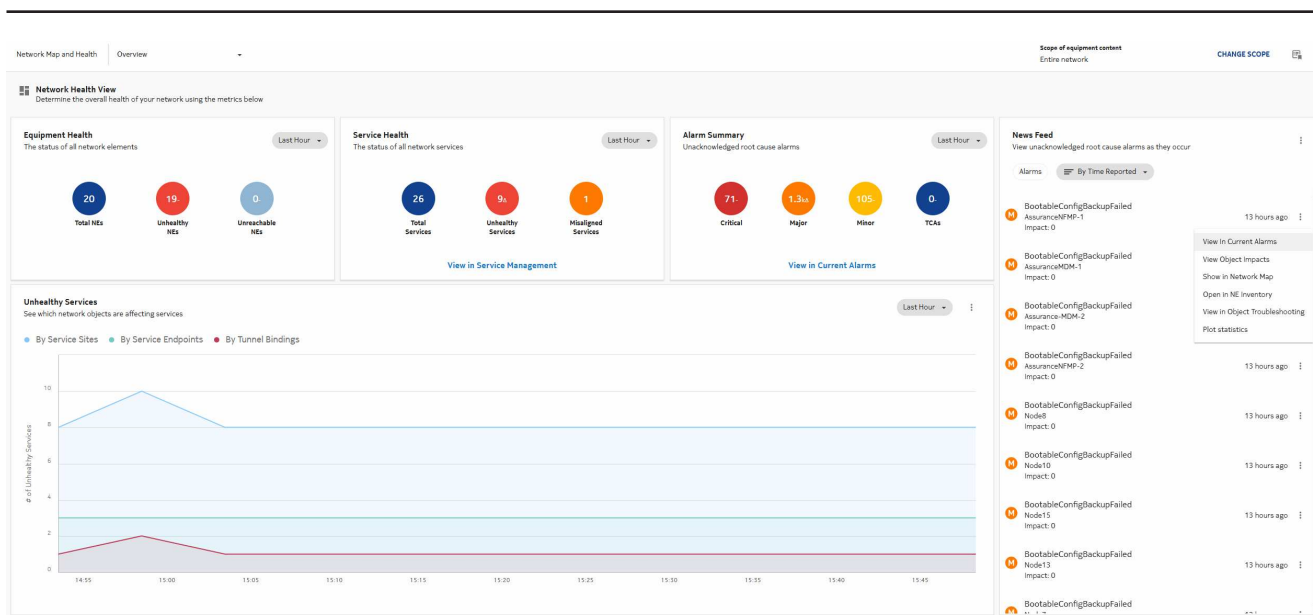 Network Map and Health
Overview
Scope of equipment content
Entire network
CHANGE SCOPE
Network Health View
Determine the overall health of your network using the metrics below
Equipment Health
The status of all network elements
Last Hour
20
Total NEs
19-
Unhealthy
NEs
0-
Unreachable
NEs
Service Health
The status of all network services
Last Hour
26
Total
Services
9
Unhealthy
Services
1
Misaligned
Services
View in Service Management
Alarm Summary
Unacknowledged root cause alarms
Last Hour
71-
Critical
1.3k
Major
105-
Minor
0-
TCAs
View in Current Alarms
Unhealthy Services
See which network objects are affecting services
Last Hour
By Service Sites
By Service Endpoints
By Tunnel Bindings
# of Unhealthy Services
10
8
6
4
2
0
14:55
15:00
15:05
15:10
15:15
15:20
15:25
15:30
15:35
15:40
15:45
News Feed
View unacknowledged root cause alarms as they occur
Alarms
By Time Reported
M
BootableConfigBackupFailed
AssuranceNFMP-1
Impact: 0
13 hours ago
View In Current Alarms
View Object Impacts
Show in Network Map
Open in NE Inventory
View in Object Troubleshooting
Plot statistics
M
BootableConfigBackupFailed
AssuranceMDM-1
Impact: 0
M
BootableConfigBackupFailed
Assurance-MDM-2
Impact: 0
M
BootableConfigBackupFailed
AssuranceNFMP-2
Impact: 0
13 hours ago
M
BootableConfigBackupFailed
Node8
Impact: 0
13 hours ago
M
BootableConfigBackupFailed
Node10
Impact: 0
13 hours ago
M
BootableConfigBackupFailed
Node15
Impact: 0
13 hours ago
M
BootableConfigBackupFailed
Node13
Impact: 0
13 hours ago
M
BootableConfigBackupFailed